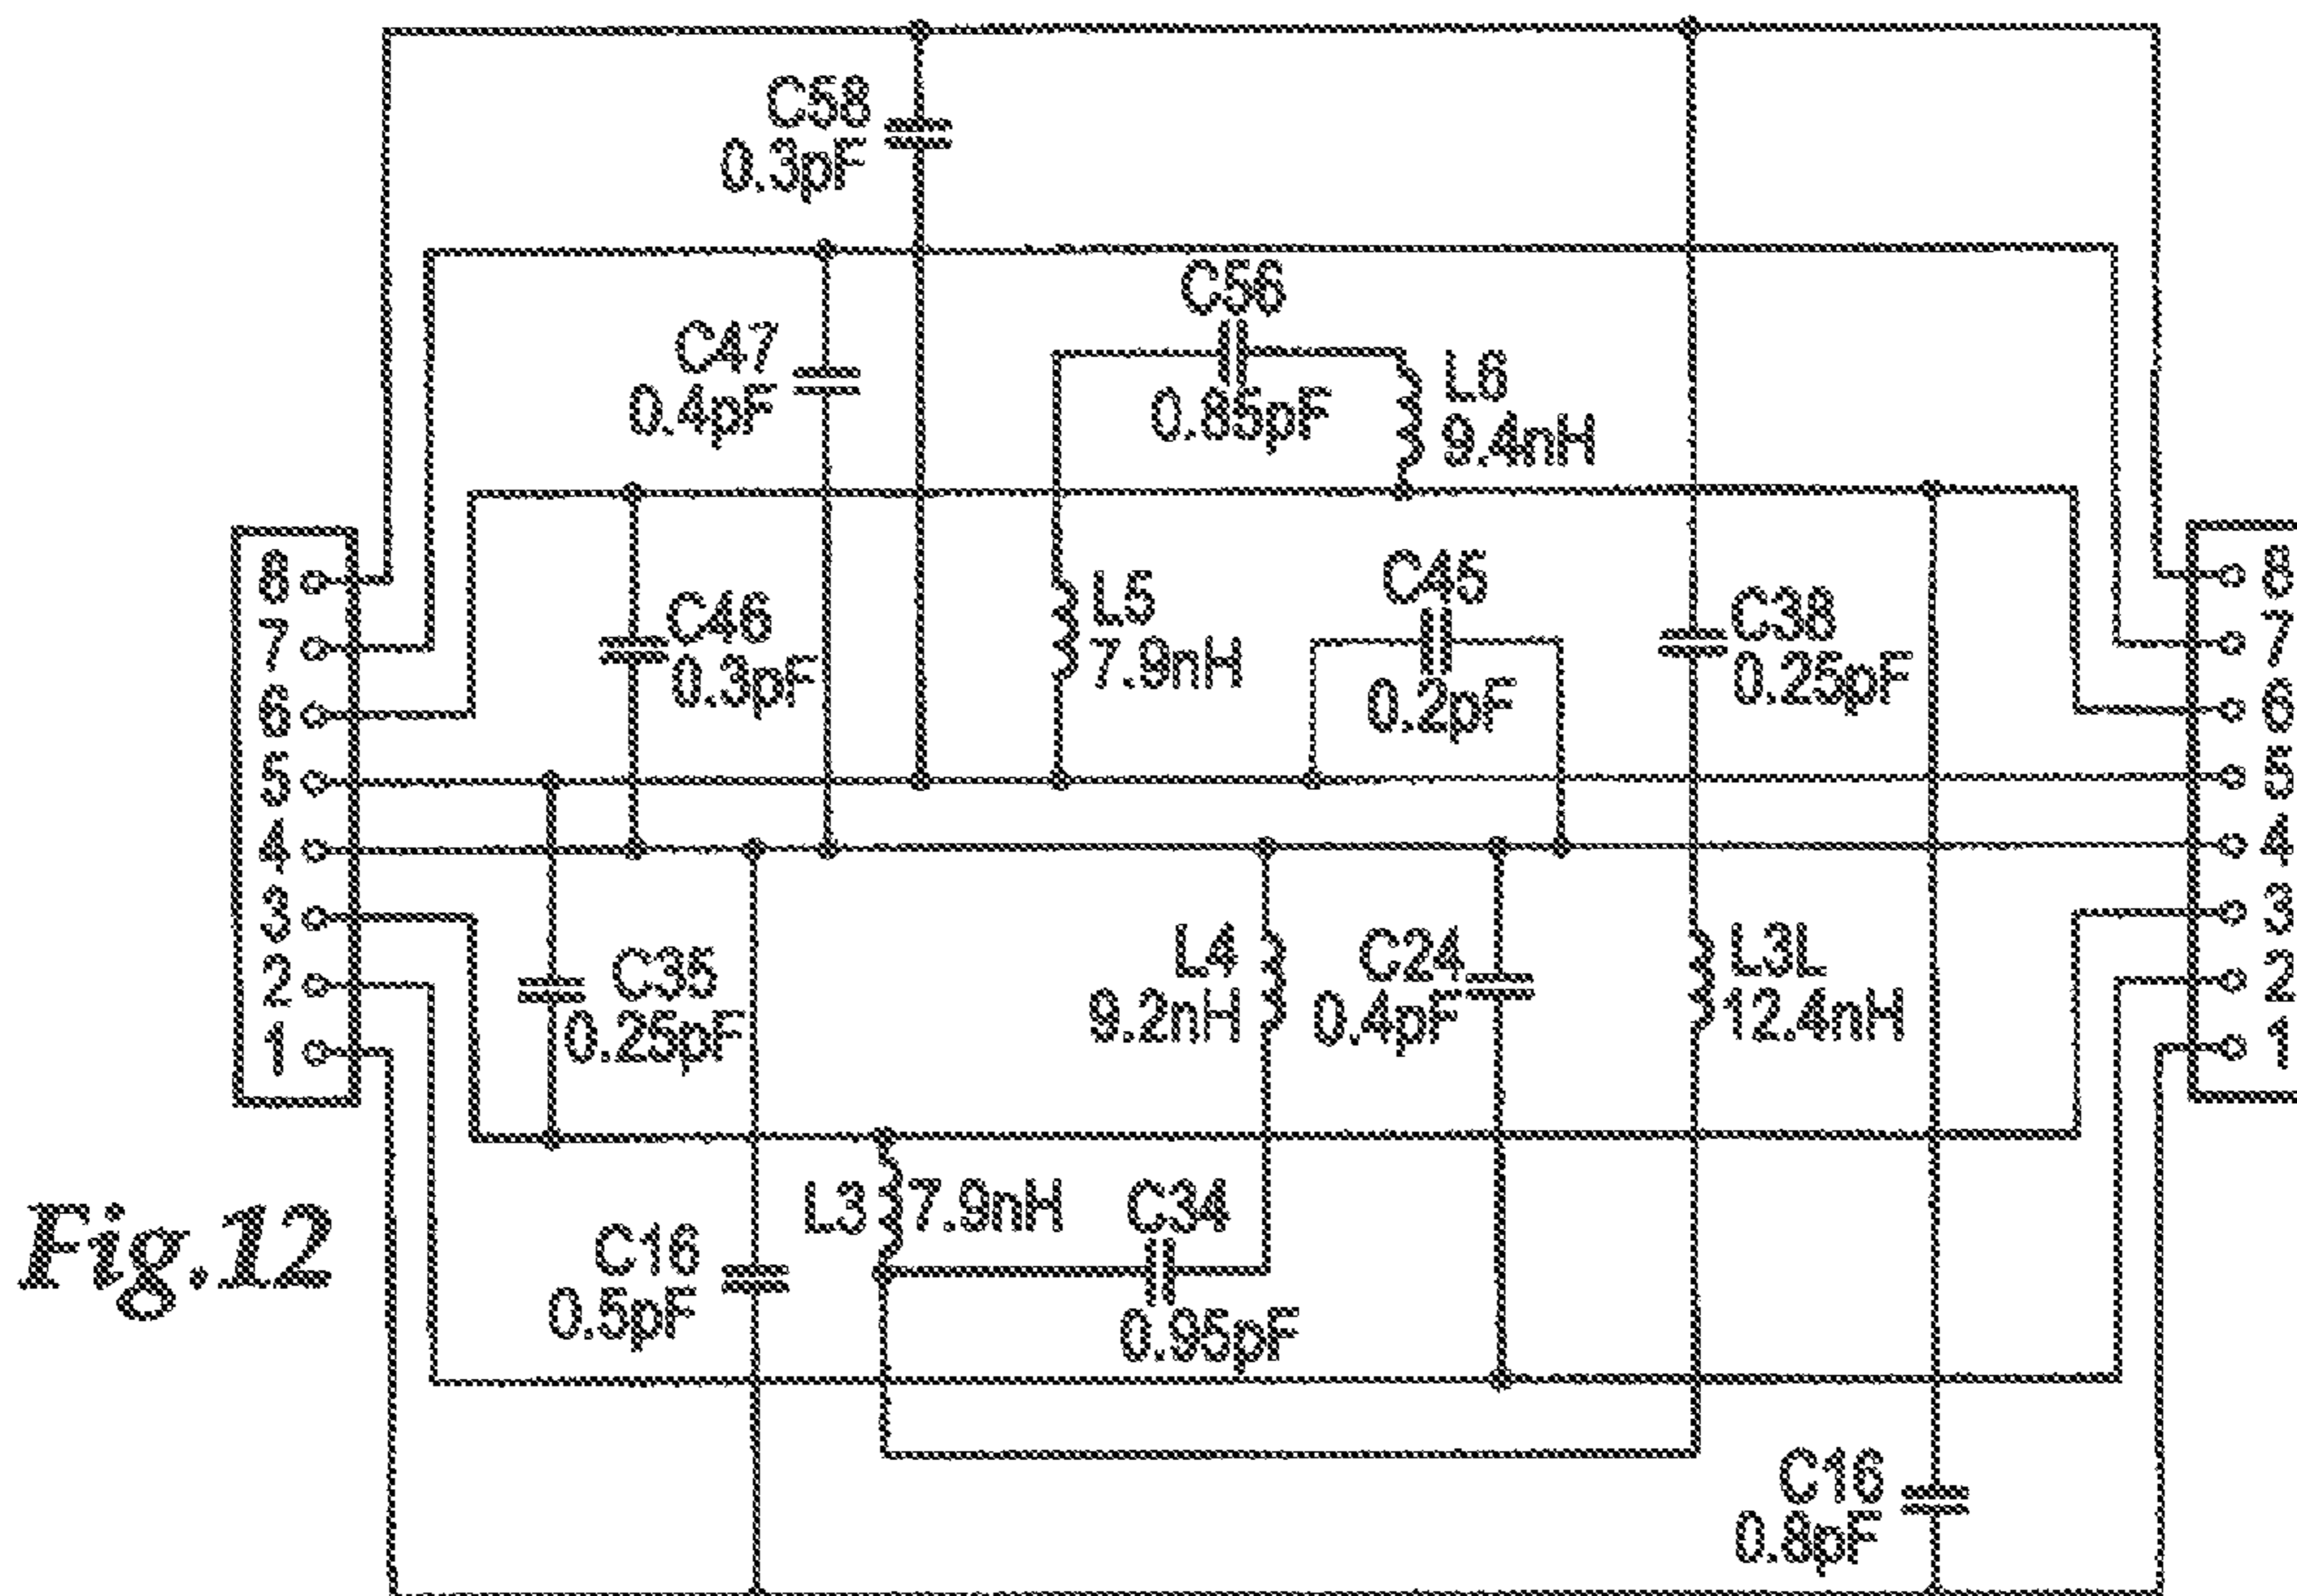 C58
0.3pF
C56
C47
0.4pF
0.85pF
L6
9.4nH
8
7
6
5
4
3
2
1
C46
0.3pF
L5
7.9nH
C45
0.2pF
C38
0.25pF
8
7
6
5
4
3
2
1
C35
0.25pF
L4
9.2nH
C24
0.4pF
L3L
12.4nH
L3
7.9nH
C34
0.95pF
C16
0.5pF
C16
0.8pF
Fig.12